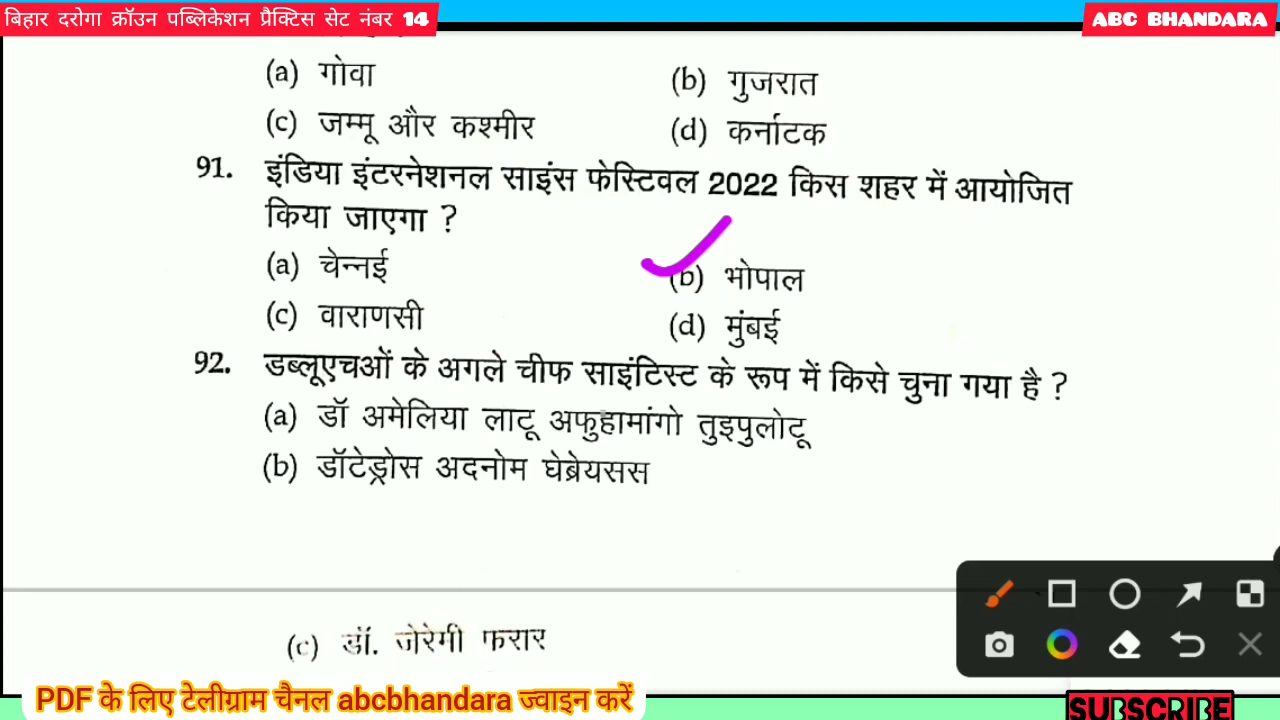 बिहार दरोगा क्रॉउन पब्लिकेशन प्रैक्टिस सेट नंबर 14
ABC BHANDARA
(a) गोवा (b) गुजरात
(c) जम्मू और कश्मीर (d) कर्नाटक
91. इंडिया इंटरनेशनल साइंस फेस्टिवल 2022 किस शहर में आयोजित
किया जाएगा ?
(a) चेन्नई (b) भोपाल
(c) वाराणसी (d) मुंबई
92. डब्लूएचओं के अगले चीफ साइंटिस्ट के रूप में किसे चुना गया है ?
(a) डॉ अमेलिया लाटू अफुहामांगो तुइपुलोटू
(b) डॉटेड्रोस अदनोम घेब्रेयसस
(c) डॉ. जेरेमी फरार
PDF के लिए टेलीग्राम चैनल abcbhandara ज्वाइन करें
SUBSCRIBE